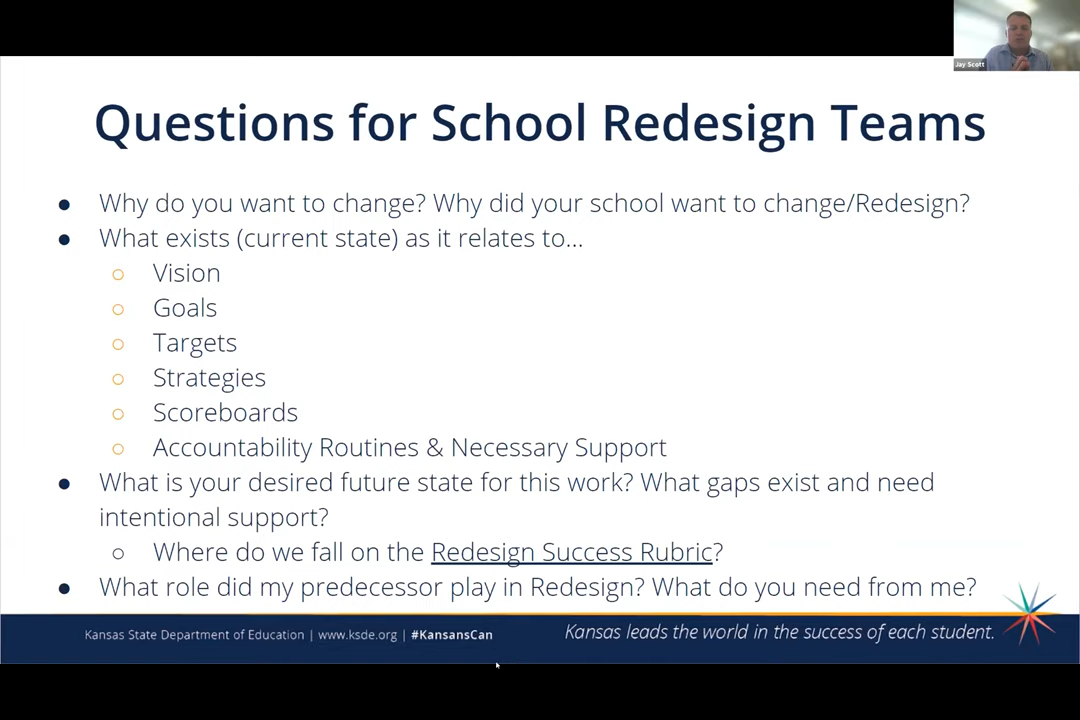 Jay Scott
Questions for School Redesign Teams
● Why do you want to change? Why did your school want to change/Redesign?
● What exists (current state) as it relates to...
○ Vision
○ Goals
○ Targets
○ Strategies
○ Scoreboards
○ Accountability Routines & Necessary Support
● What is your desired future state for this work? What gaps exist and need
intentional support?
○ Where do we fall on the Redesign Success Rubric?
● What role did my predecessor play in Redesign? What do you need from me?
Kansas State Department of Education | www.ksde.org | #KansansCan
Kansas leads the world in the success of each student.